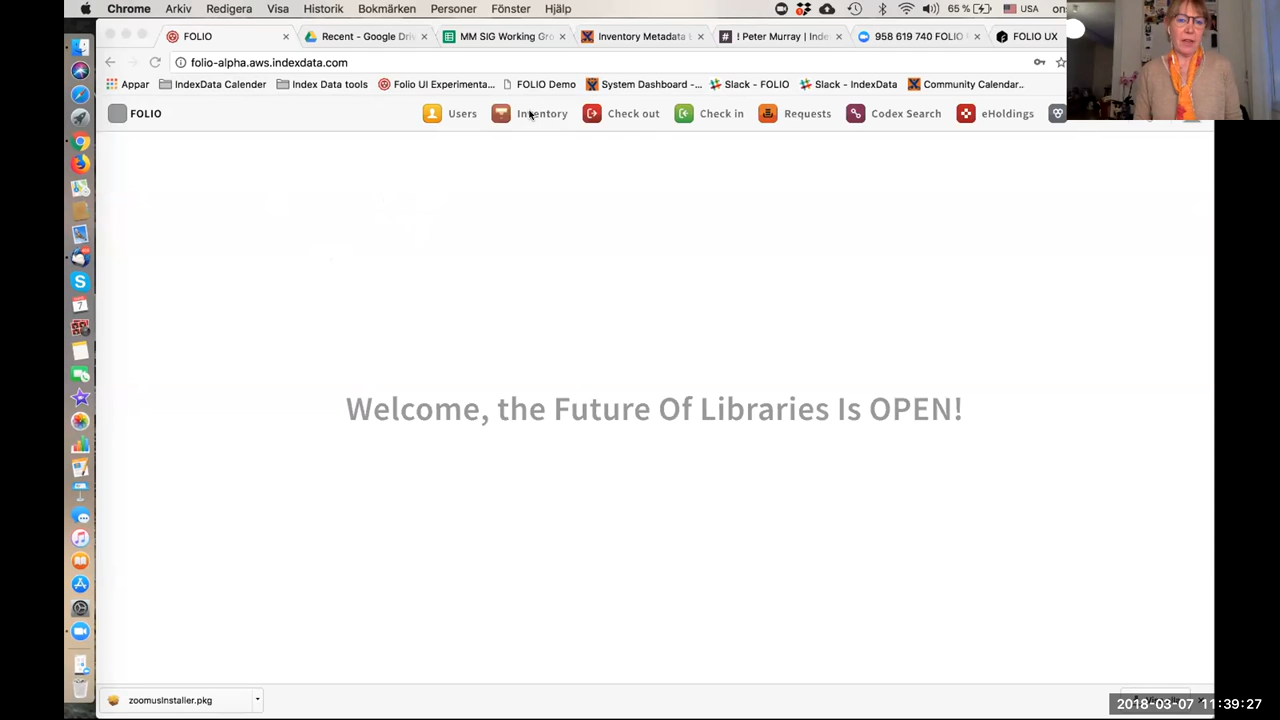 Chrome Arkiv Redigera Visa Historik Bokmärken Personer Fönster Hjälp 65 % USA on
FOLIO Recent - Google Driv MM SIG Working Gro Inventory Metadata E ! Peter Murray | Inde 958 619 740 FOLIO FOLIO UX
folio-alpha.aws.indexdata.com
Appar IndexData Calender Index Data tools Folio UI Experimenta... FOLIO Demo System Dashboard -... Slack - FOLIO Slack - IndexData Community Calendar..
FOLIO Users Inventory Check out Check in Requests Codex Search eHoldings
7
Welcome, the Future Of Libraries Is OPEN!
zoomusInstaller.pkg
2018-03-07 11:39:27